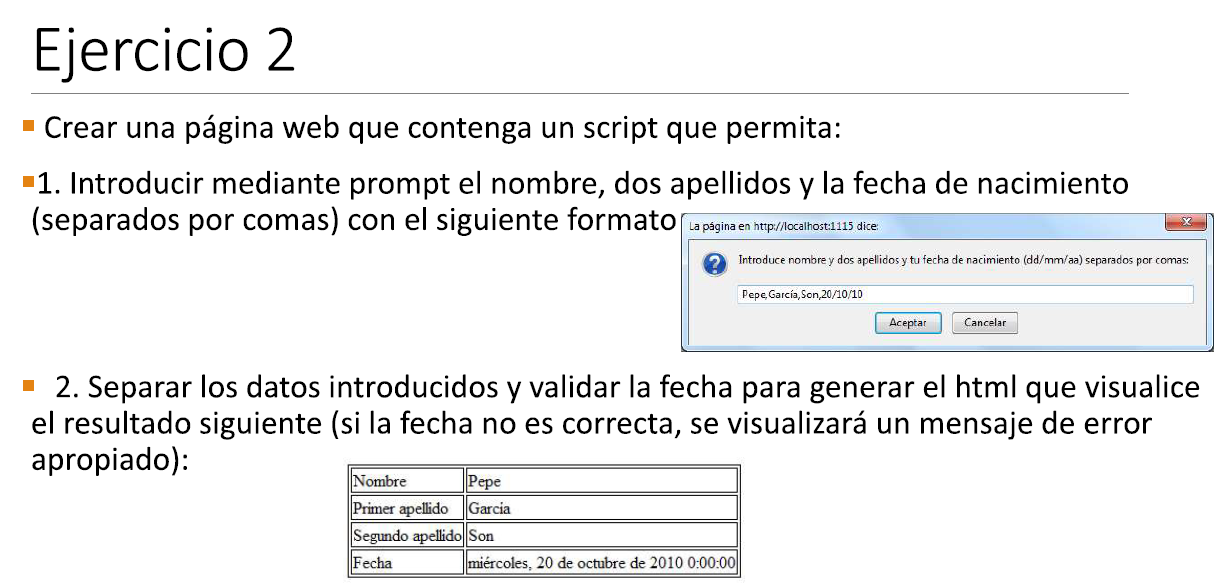 Ejercicio 2
Crear una página web que contenga un script que permita:
1. Introducir mediante prompt el nombre, dos apellidos y la fecha de nacimiento
(separados por comas) con el siguiente formato
La página en http://localhost:1115 dice:
Introduce nombre y dos apellidos y tu fecha de nacimiento (dd/mm/aa) separados por comas:
Pepe,García,Son,20/10/10
Aceptar Cancelar
2. Separar los datos introducidos y validar la fecha para generar el html que visualice
el resultado siguiente (si la fecha no es correcta, se visualizará un mensaje de error
apropiado):
Nombre Pepe
Primer apellido Garcia
Segundo apellido Son
Fecha miércoles, 20 de octubre de 2010 0:00:00